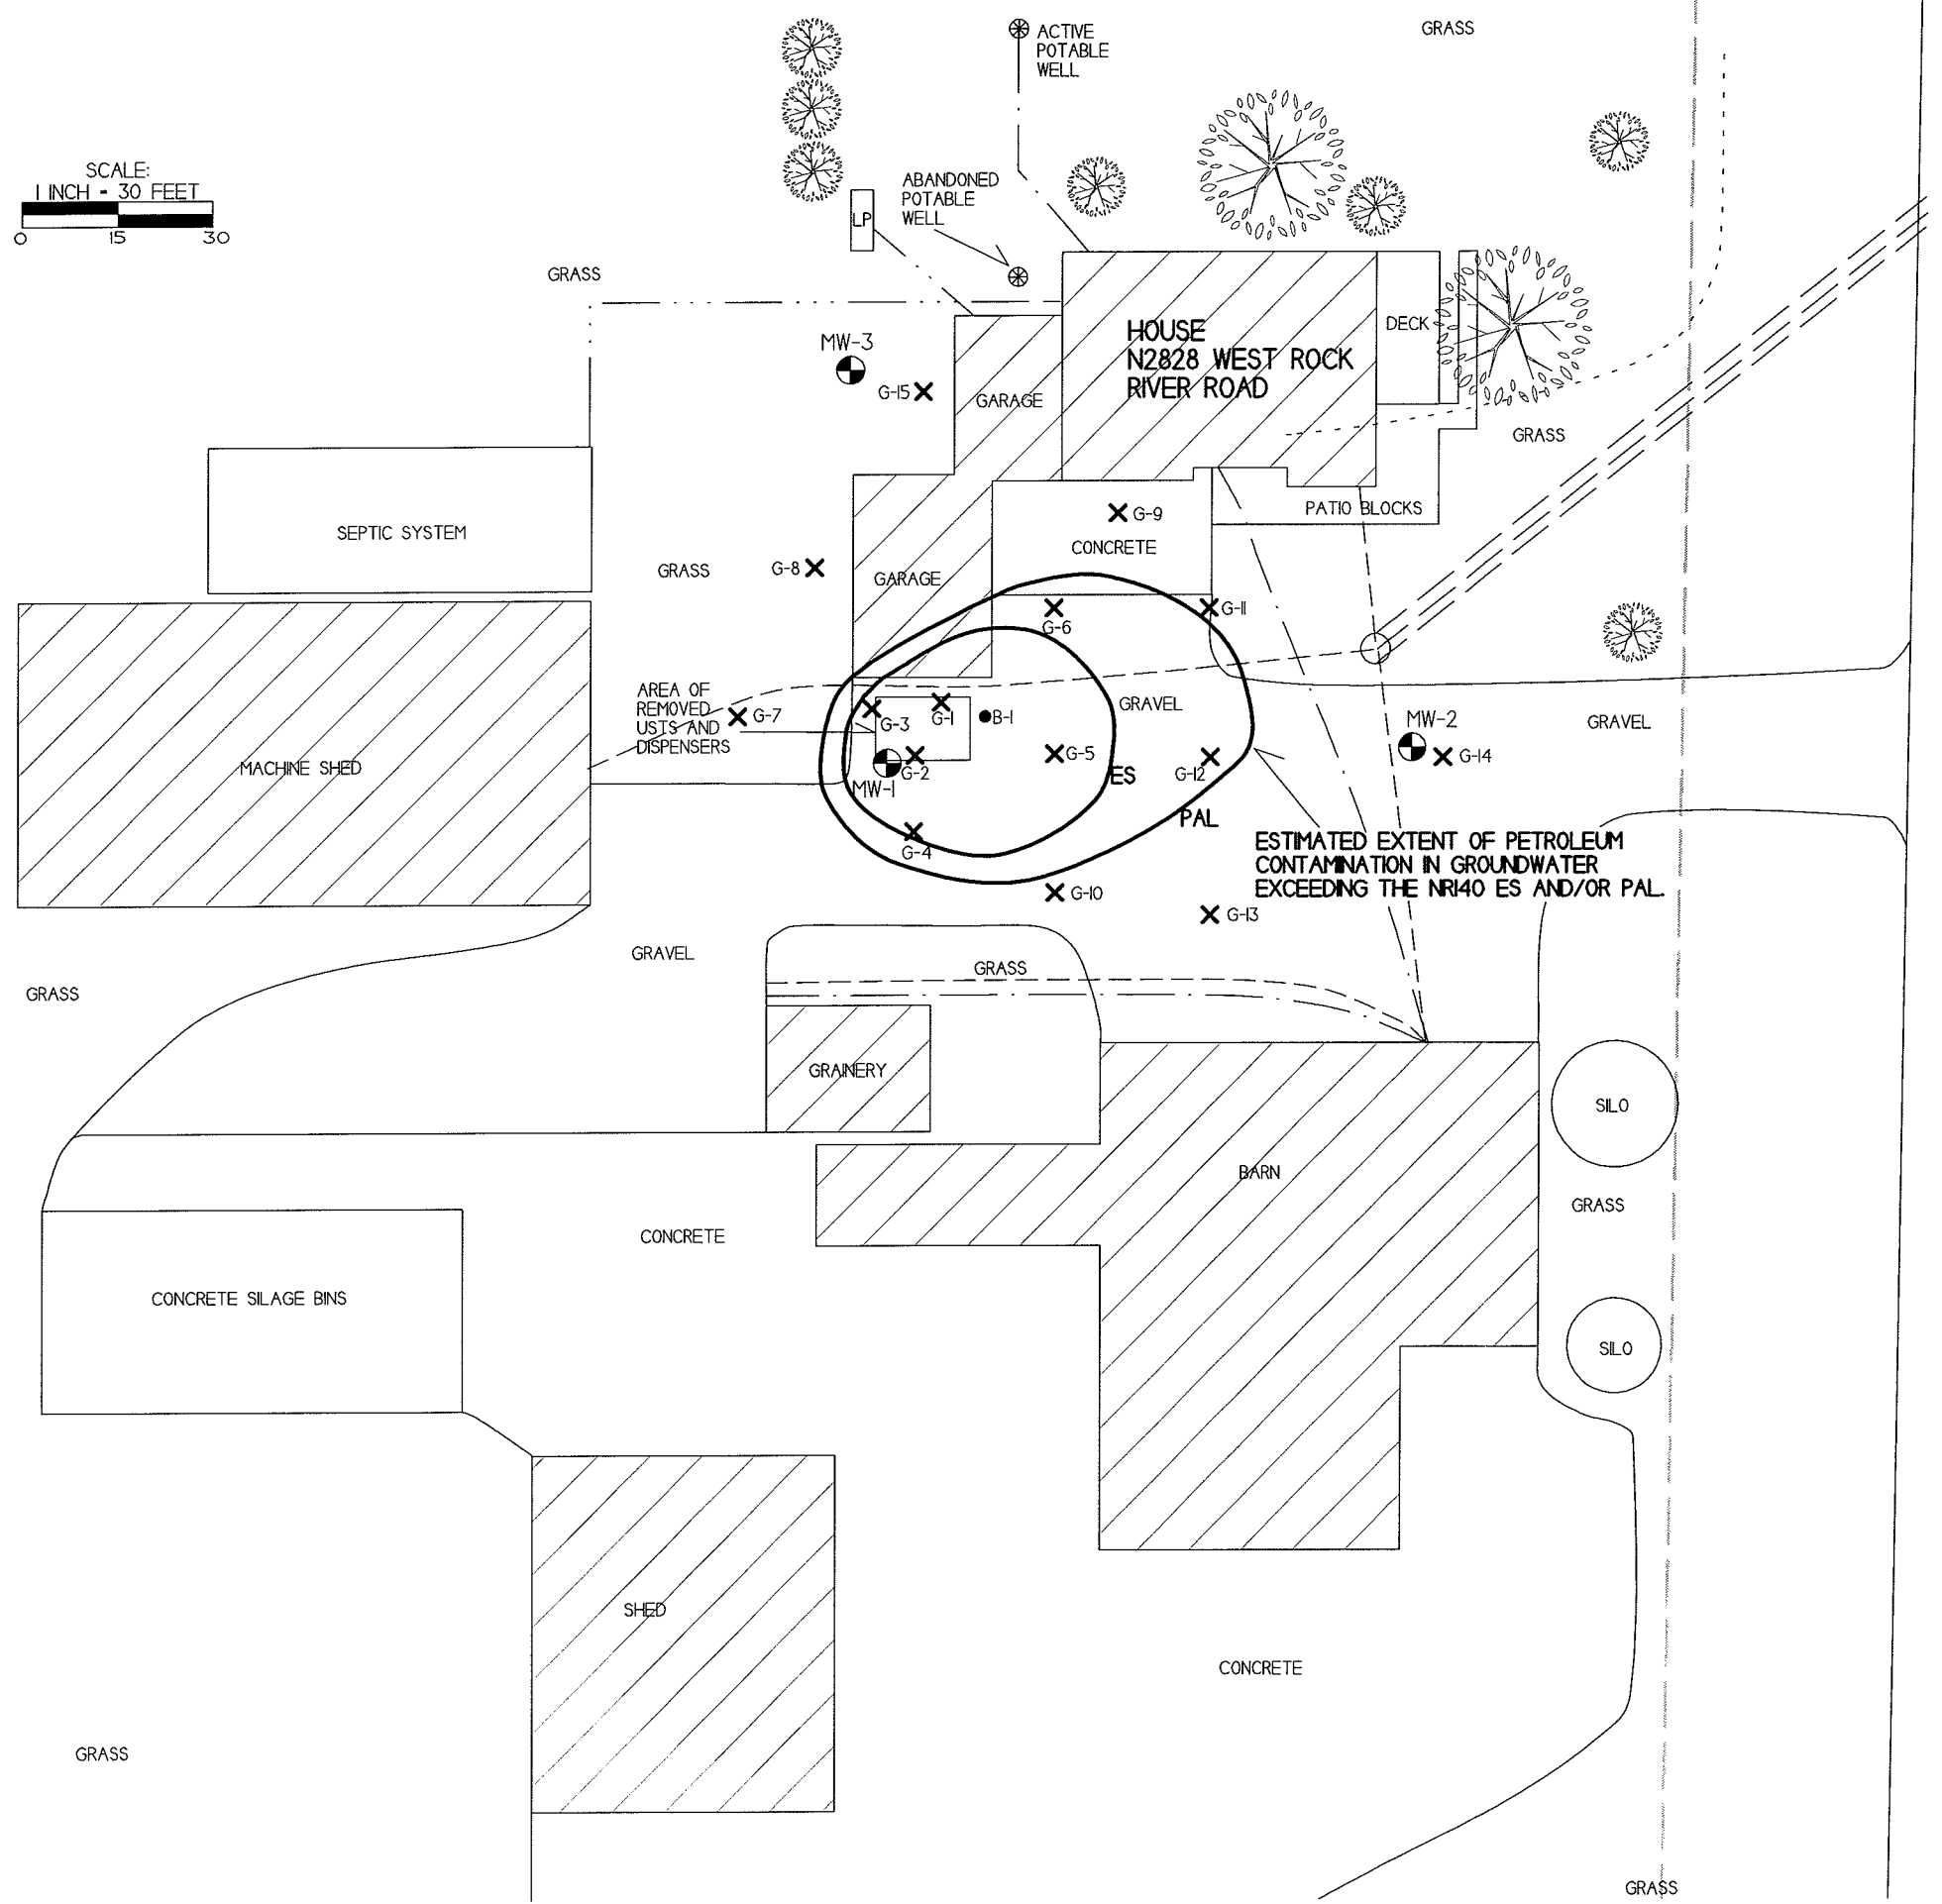 GRASS
ACTIVE
POTABLE
WELL
SCALE:
1 INCH = 30 FEET
0 15 30
ABANDONED
POTABLE
WELL
LP
GRASS
MW-3
G-15
GARAGE
HOUSE
N2828 WEST ROCK
RIVER ROAD
DECK
GRASS
SEPTIC SYSTEM
PATIO BLOCKS
G-9
CONCRETE
G-8
GRASS
GARAGE
G-6
G-11
AREA OF
REMOVED
USTS AND
DISPENSERS
G-7
G-3
G-1
B-1
GRAVEL
MW-2
GRAVEL
G-14
MACHINE SHED
G-2
MW-1
G-5
ES
G-12
PAL
G-4
ESTIMATED EXTENT OF PETROLEUM
CONTAMINATION IN GROUNDWATER
EXCEEDING THE NR140 ES AND/OR PAL.
G-10
G-13
GRAVEL
GRASS
GRASS
GRAINERY
SILO
BARN
GRASS
CONCRETE
CONCRETE SILAGE BINS
SILO
SHED
CONCRETE
GRASS
GRASS